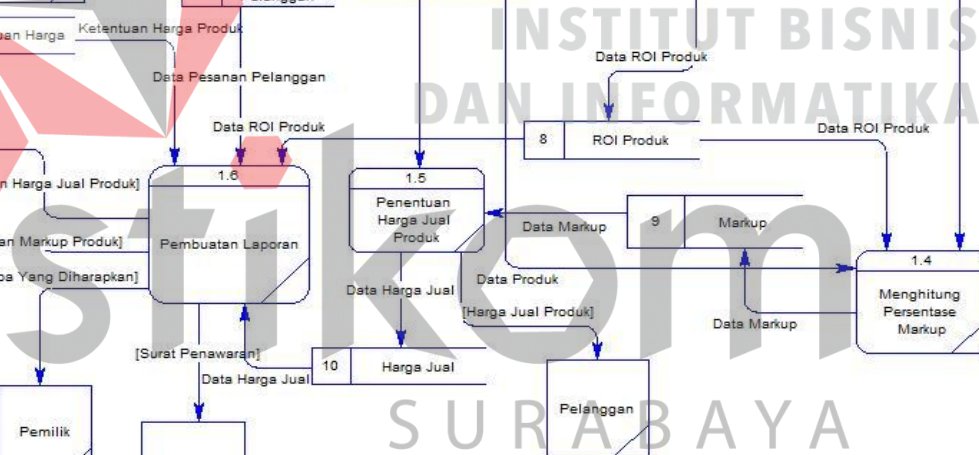 INSTITUT BISNIS
DAN INFORMATIKA
stikom
SURABAYA
Harga
Ketentuan Harga Produk
Data Pesanan Pelanggan
Data ROI Produk
Data ROI Produk
Data ROI Produk
8
ROI Produk
Harga Jual Produk]
Markup Produk]
Yang Diharapkan]
1.6
Pembuatan Laporan
1.5
Penentuan
Harga Jual
Produk
Data Markup
9
Markup
1.4
Menghitung
Persentase
Markup
Data Produk
Data Harga Jual
[Harga Jual Produk]
Data Markup
[Surat Penawaran]
Data Harga Jual
10
Harga Jual
Pemilik
Pelanggan